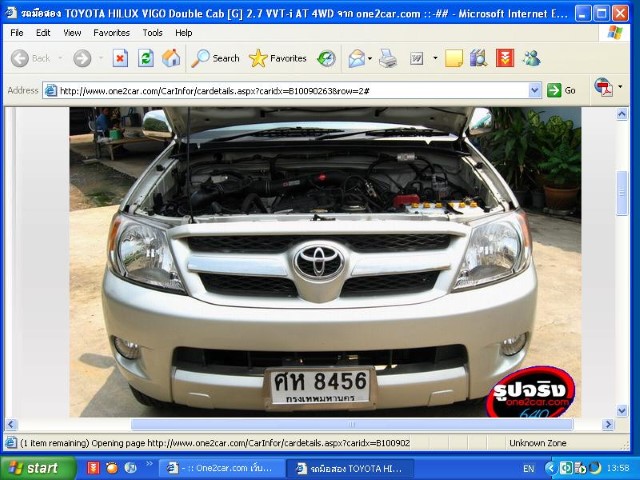 รถมือสอง TOYOTA HILUX VIGO Double Cab [G] 2.7 VVT-i AT 4WD จาก one2car.com ::-## - Microsoft Internet E...
File Edit View Favorites Tools Help
Back Search Favorites
Address http://www.one2car.com/CarInfor/cardetails.aspx?caridx=B10090263&row=2# Go
ศห 8456
กรุงเทพมหานคร
รูปจริง
one2car.com
640
(1 item remaining) Opening page http://www.one2car.com/CarInfor/cardetails.aspx?caridx=B100902 Unknown Zone
start - :: One2car.com เว็บ... รถมือสอง TOYOTA HI... EN 13:58